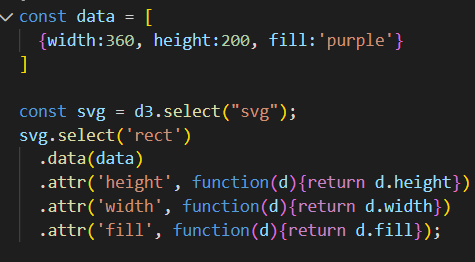 const data = [
  {width:360, height:200, fill:'purple'}
]
const svg = d3.select("svg");
svg.select('rect')
  .data(data)
  .attr('height', function(d){return d.height})
  .attr('width', function(d){return d.width})
  .attr('fill', function(d){return d.fill});